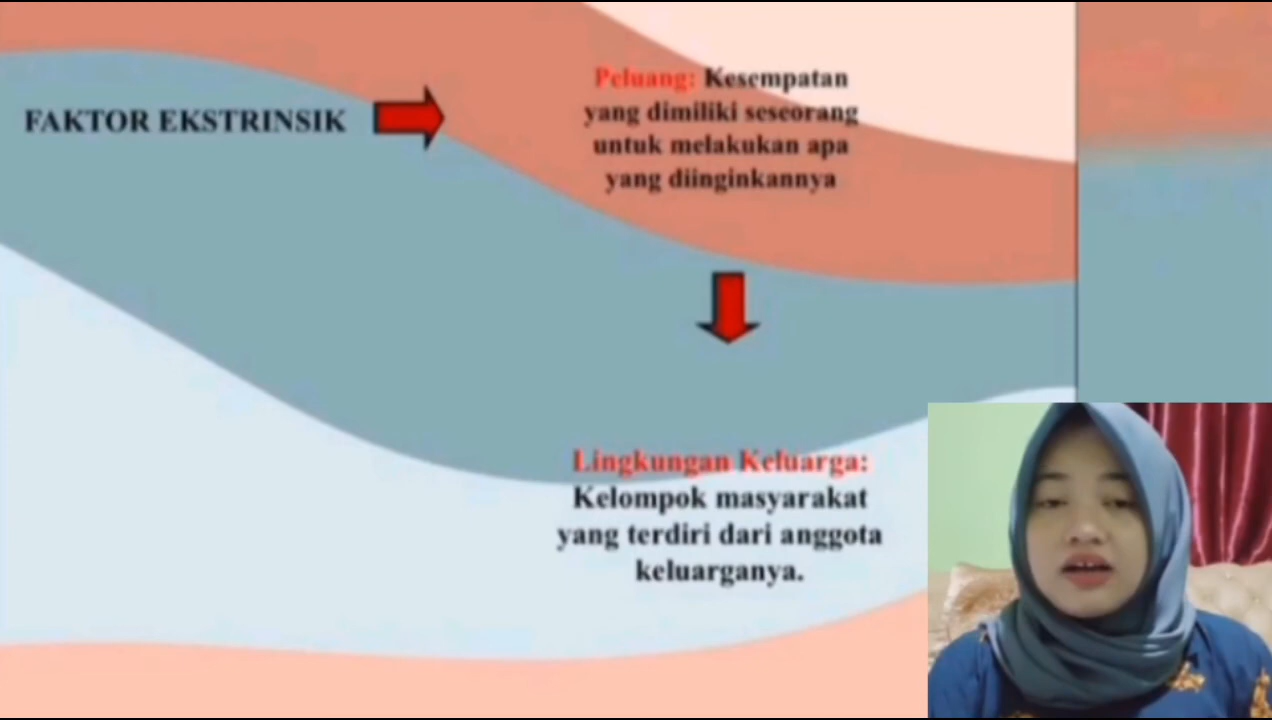 FAKTOR EKSTRINSIK
Peluang: Kesempatan
yang dimiliki seseorang
untuk melakukan apa
yang diinginkannya
Lingkungan Keluarga:
Kelompok masyarakat
yang terdiri dari anggota
keluarganya.